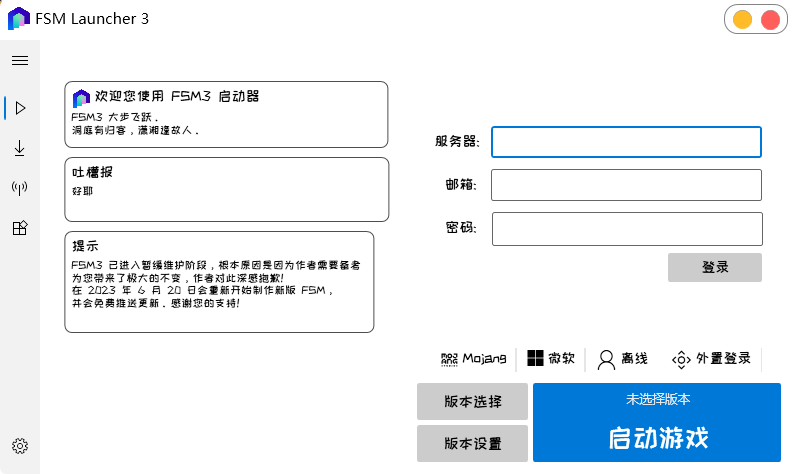 FSM Launcher 3
欢迎您使用 FSM3 启动器
FSM3 大步飞跃.
洞庭有归客，潇湘逢故人.
吐槽报
好耶
提示
FSM3 已进入暂缓维护阶段，根本原因是因为作者需要备考
为您带来了极大的不变，作者对此深感抱歉!
在 2023 年 6 月 20 日会重新开始制作新版 FSM，
并会免费推送更新. 感谢您的支持!
服务器:
邮箱:
密码:
登录
Mojang
微软
离线
外置登录
版本选择
版本设置
未选择版本
启动游戏